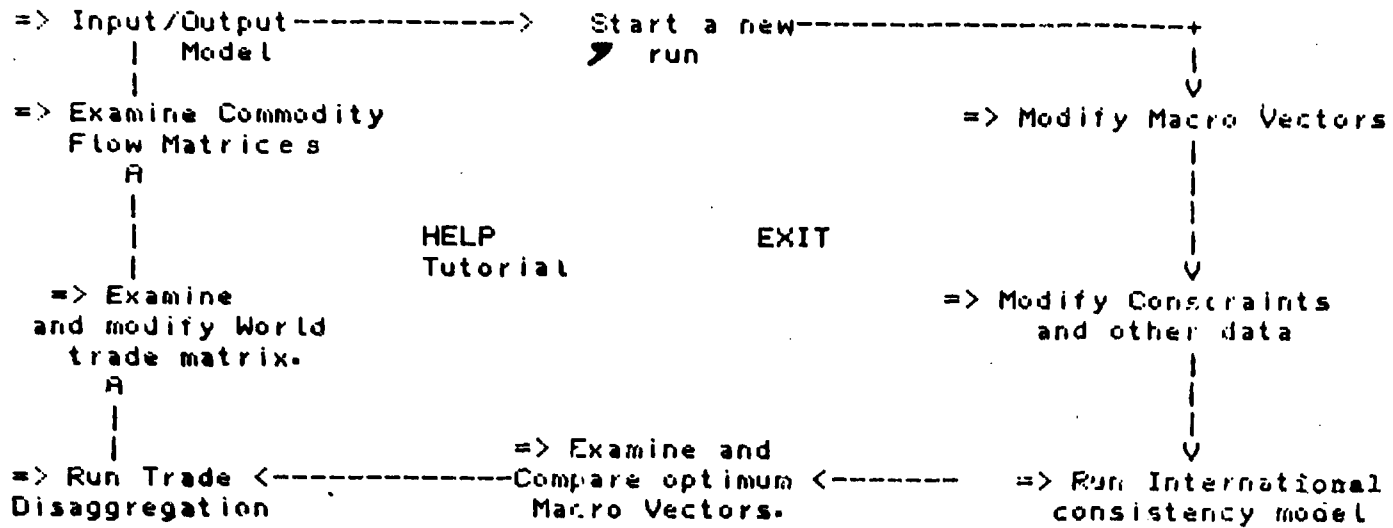 => Input/Output-------------> Start a new--------------------+
| Model run |
| V
=> Examine Commodity => Modify Macro Vectors
Flow Matrices |
A |
| |
| HELP EXIT |
| Tutorial V
=> Examine => Modify Constraints
and modify World and other data
trade matrix. |
A |
| |
| => Examine and V
=> Run Trade <-------------Compare optimum <------- => Run International
Disaggregation Macro Vectors. consistency model